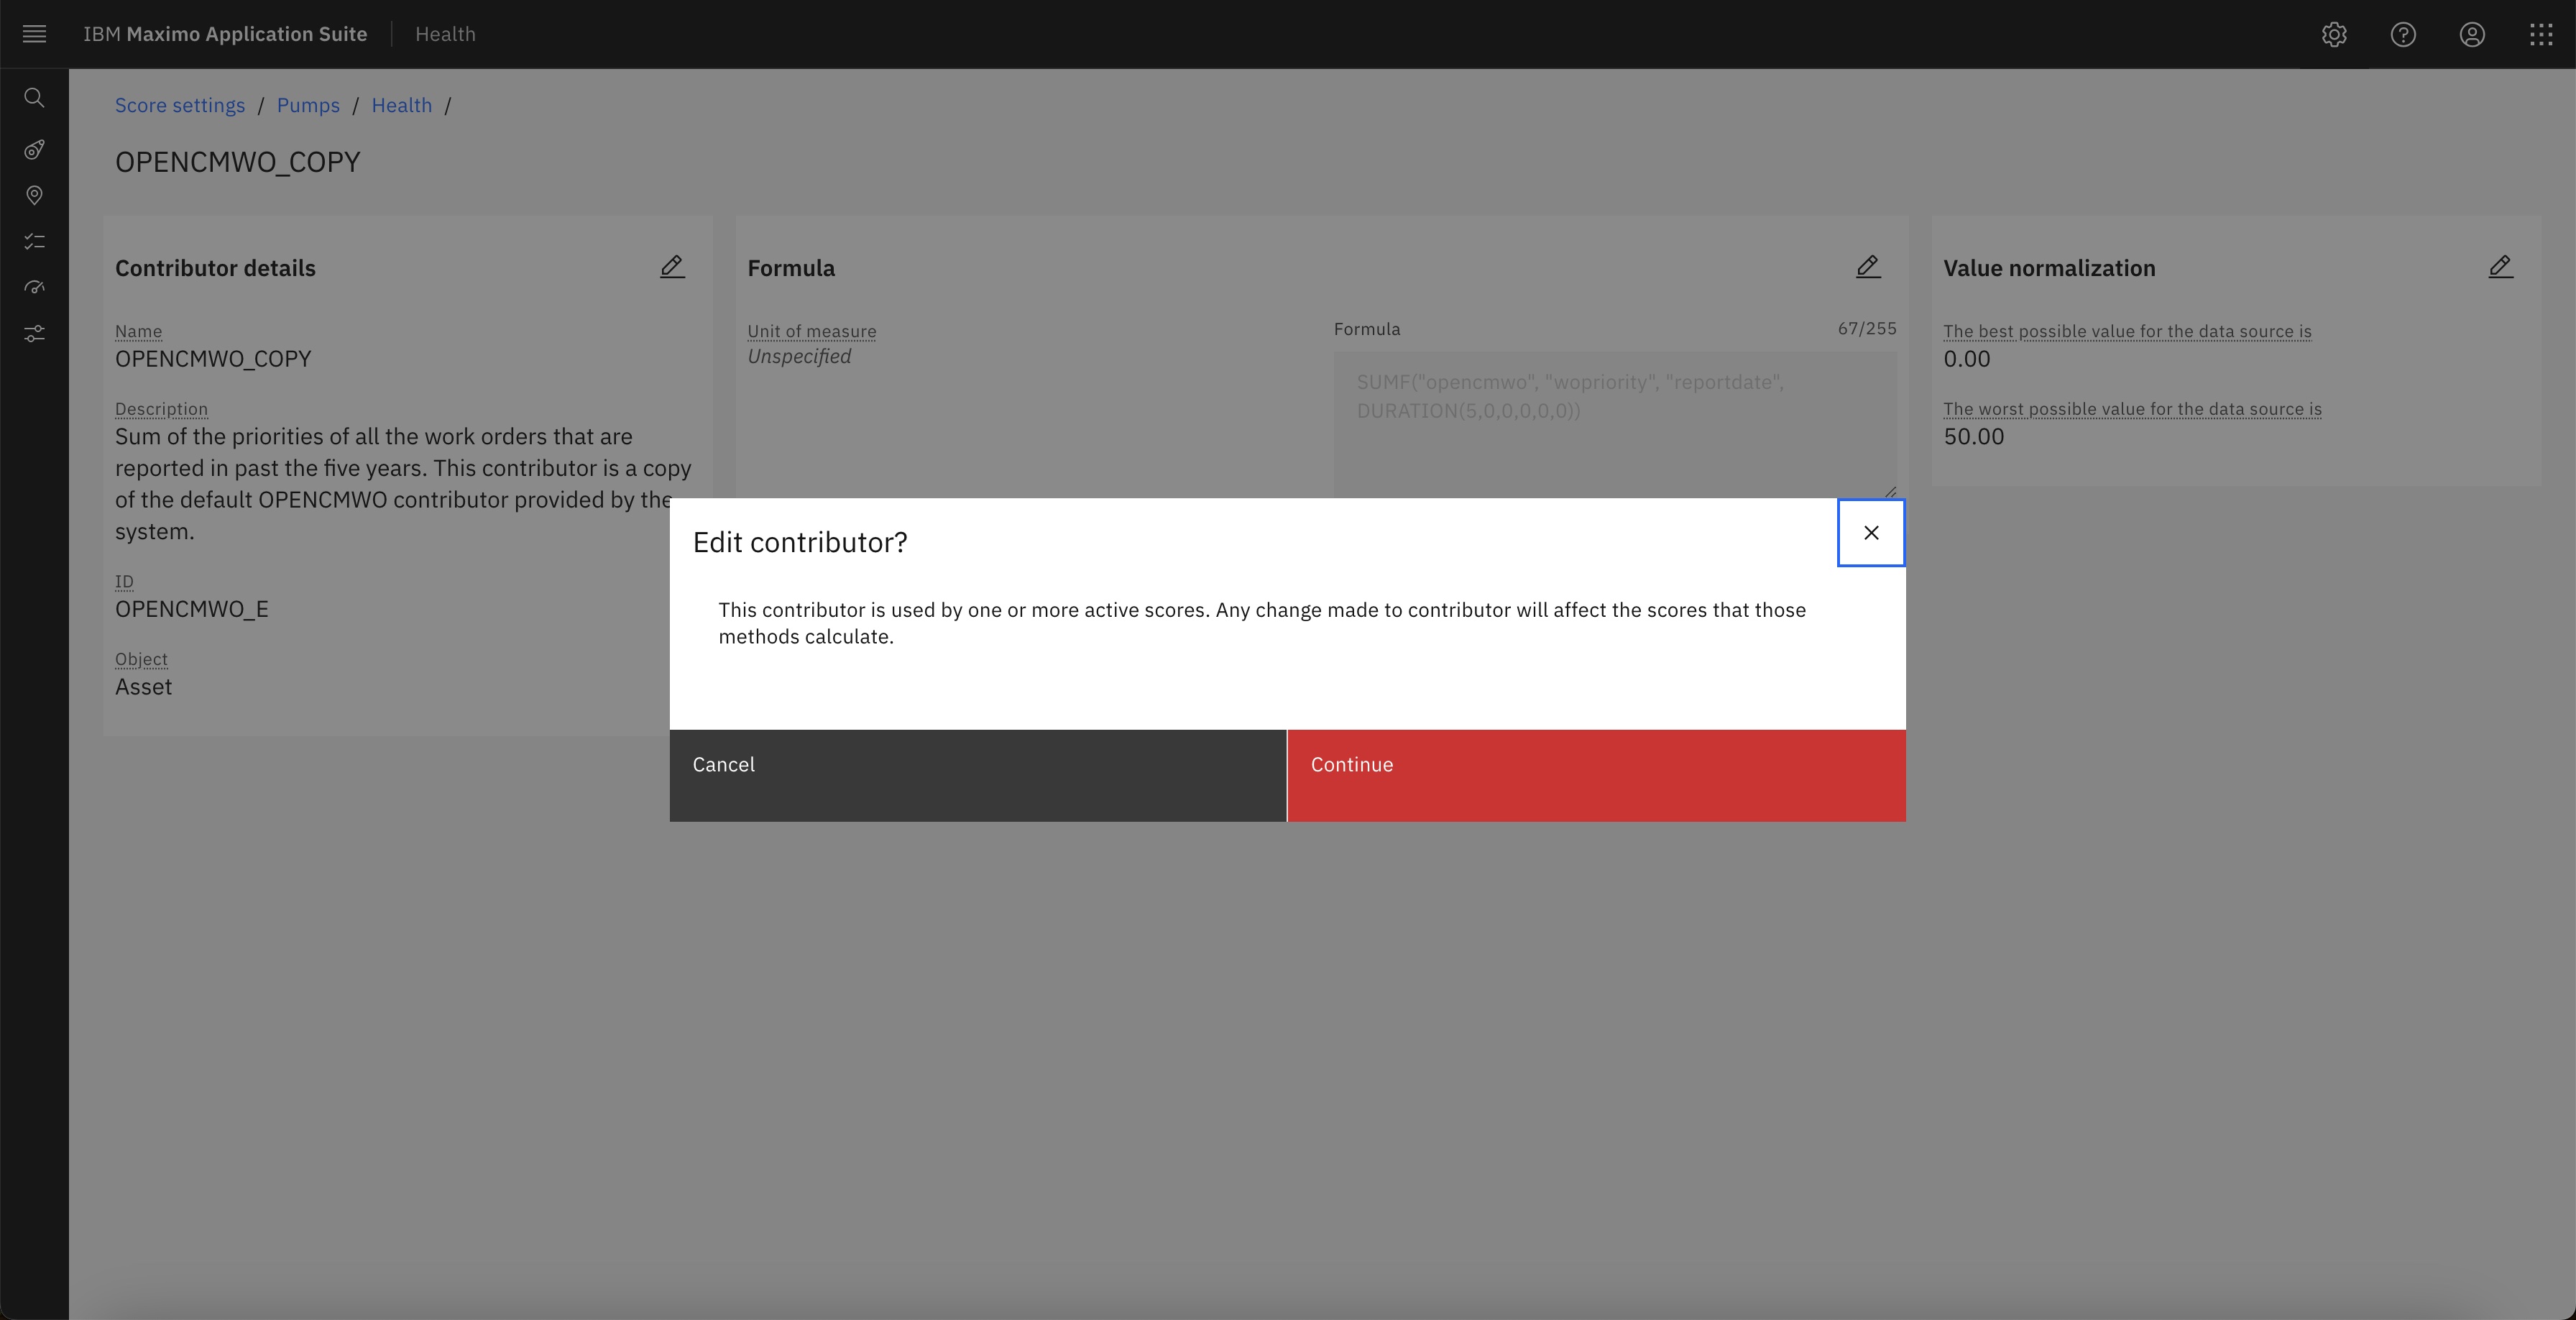 IBM Maximo Application Suite Health
Score settings / Pumps / Health /
OPENCMWO_COPY
Contributor details
Name
OPENCMWO_COPY
Description
Sum of the priorities of all the work orders that are
reported in past the five years. This contributor is a copy
of the default OPENCMWO contributor provided by the
system.
ID
OPENCMWO_E
Object
Asset
Formula
Unit of measure
Unspecified
Formula 67/255
SUMF("opencmwo", "wopriority", "reportdate",
DURATION(5,0,0,0,0,0))
Value normalization
The best possible value for the data source is
0.00
The worst possible value for the data source is
50.00
Edit contributor?
This contributor is used by one or more active scores. Any change made to contributor will affect the scores that those
methods calculate.
Cancel
Continue